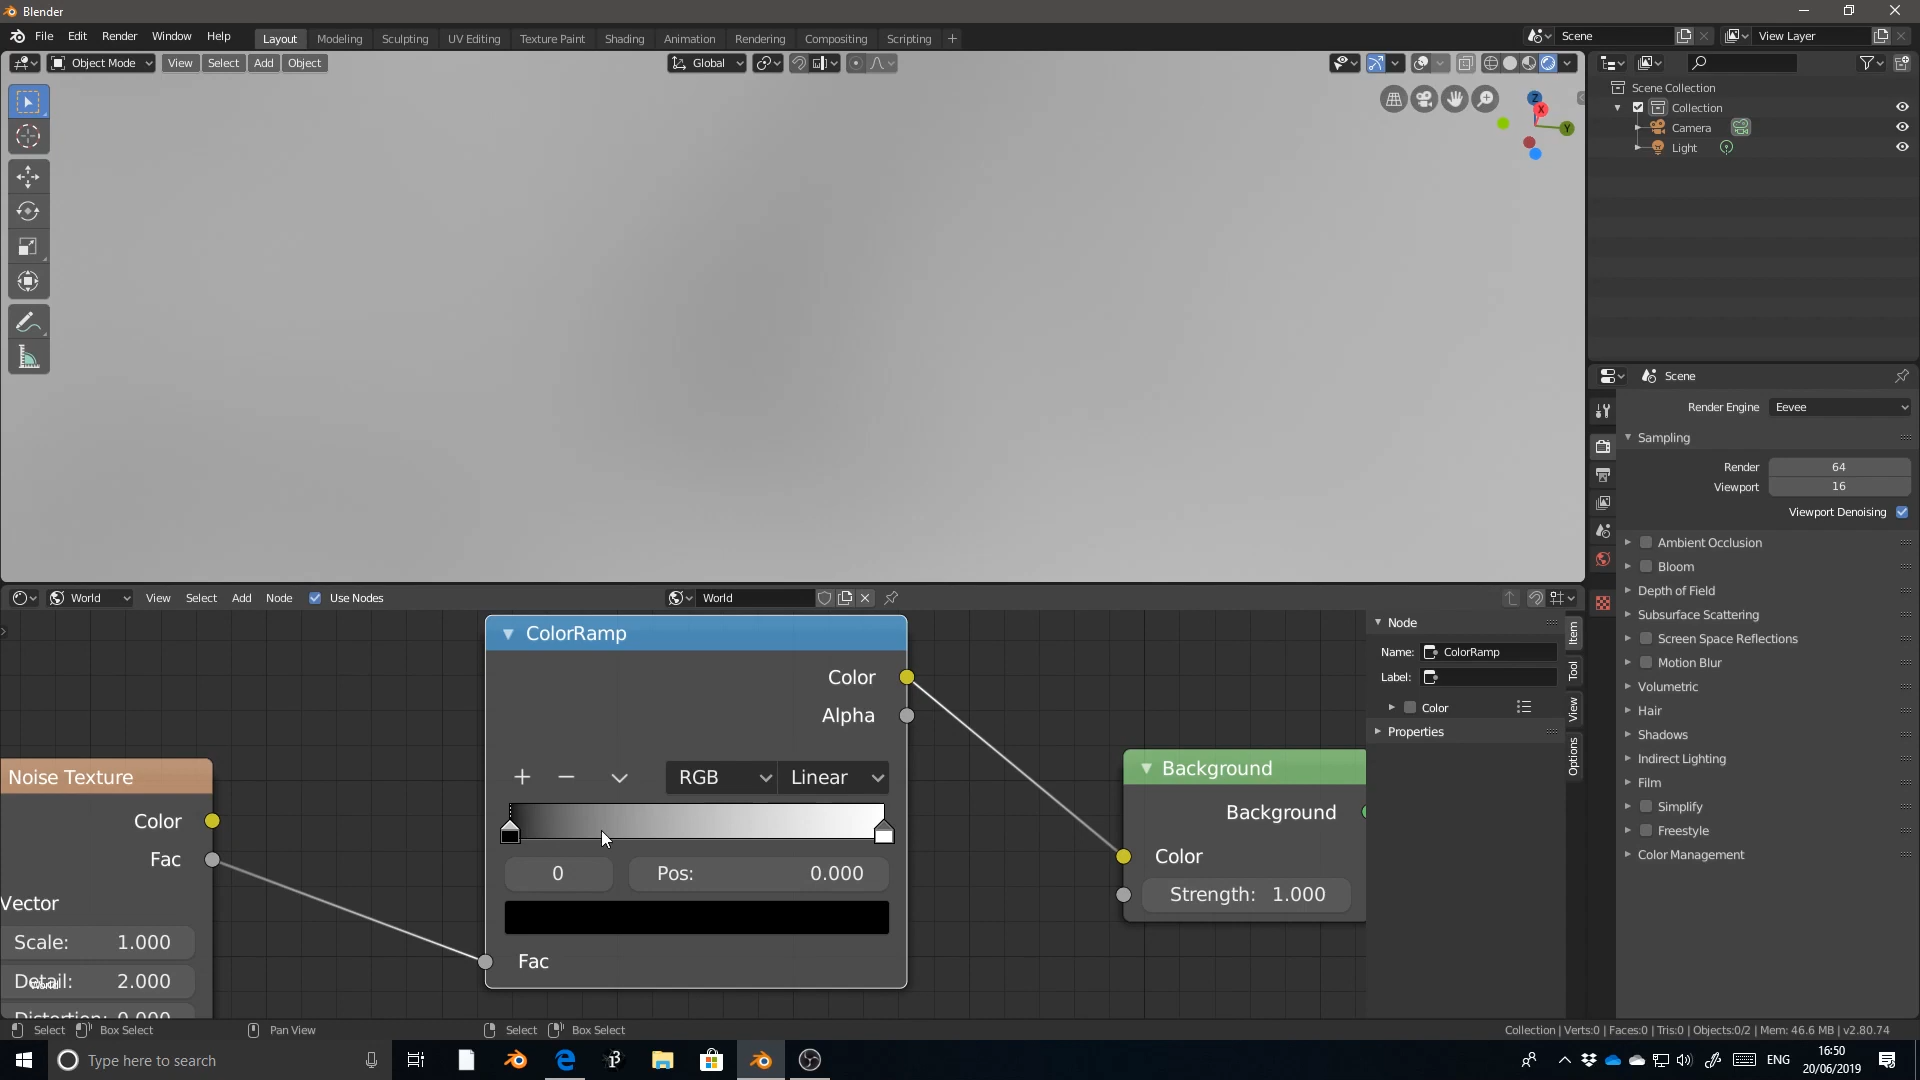 Blender
File Edit Render Window Help
Layout Modeling Sculpting UV Editing Texture Paint Shading Animation Rendering Compositing Scripting +
Scene
View Layer
Object Mode View Select Add Object
Global
Z
X
Y
Scene Collection
Collection
Camera
Light
Scene
Render Engine Eevee
Sampling
Render 64
Viewport 16
Viewport Denoising
Ambient Occlusion
Bloom
Depth of Field
Subsurface Scattering
Screen Space Reflections
Motion Blur
Volumetric
Hair
Shadows
Indirect Lighting
Film
Simplify
Freestyle
Color Management
World View Select Add Node Use Nodes
World
Noise Texture
Color
Fac
Vector
Scale: 1.000
Detail: 2.000
World
Distortion: 0.000
ColorRamp
Color
Alpha
RGB Linear
0 Pos: 0.000
Fac
Background
Background
Color
Strength: 1.000
Node
Name: ColorRamp
Label:
Color
Properties
Item
Tool
View
Options
Select Box Select Pan View Select Box Select
Collection | Verts:0 | Faces:0 | Tris:0 | Objects:0/2 | Mem: 46.6 MB | v2.80.74
Type here to search
ENG
16:50
20/06/2019